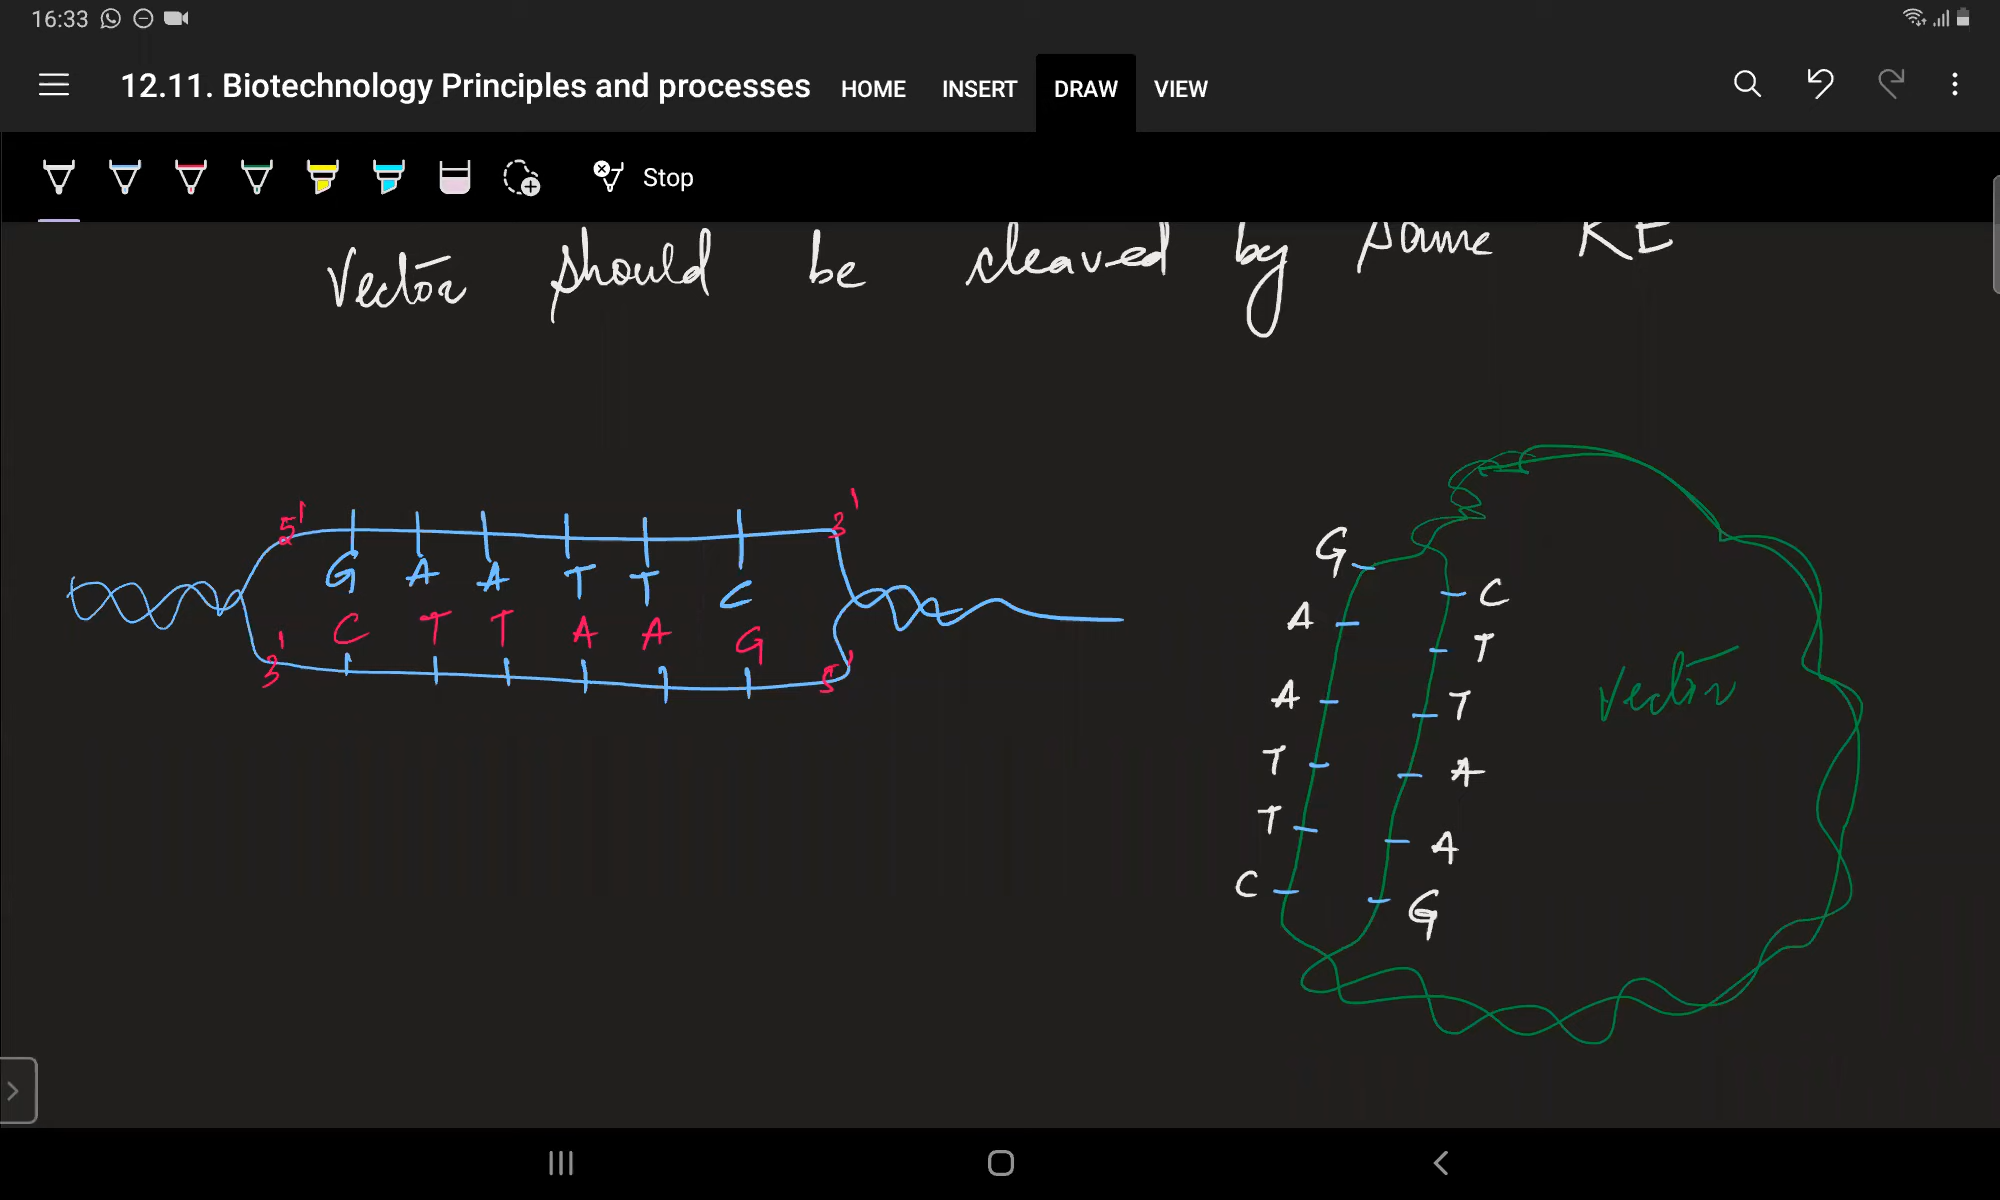 16:33
12.11. Biotechnology Principles and processes HOME INSERT DRAW VIEW
Stop
Vector should be cleaved by same RE
5' 3'
G A A T T C
C T T A A G
3' 5'
G C
A T
A T
T A
T A
C G
Vector